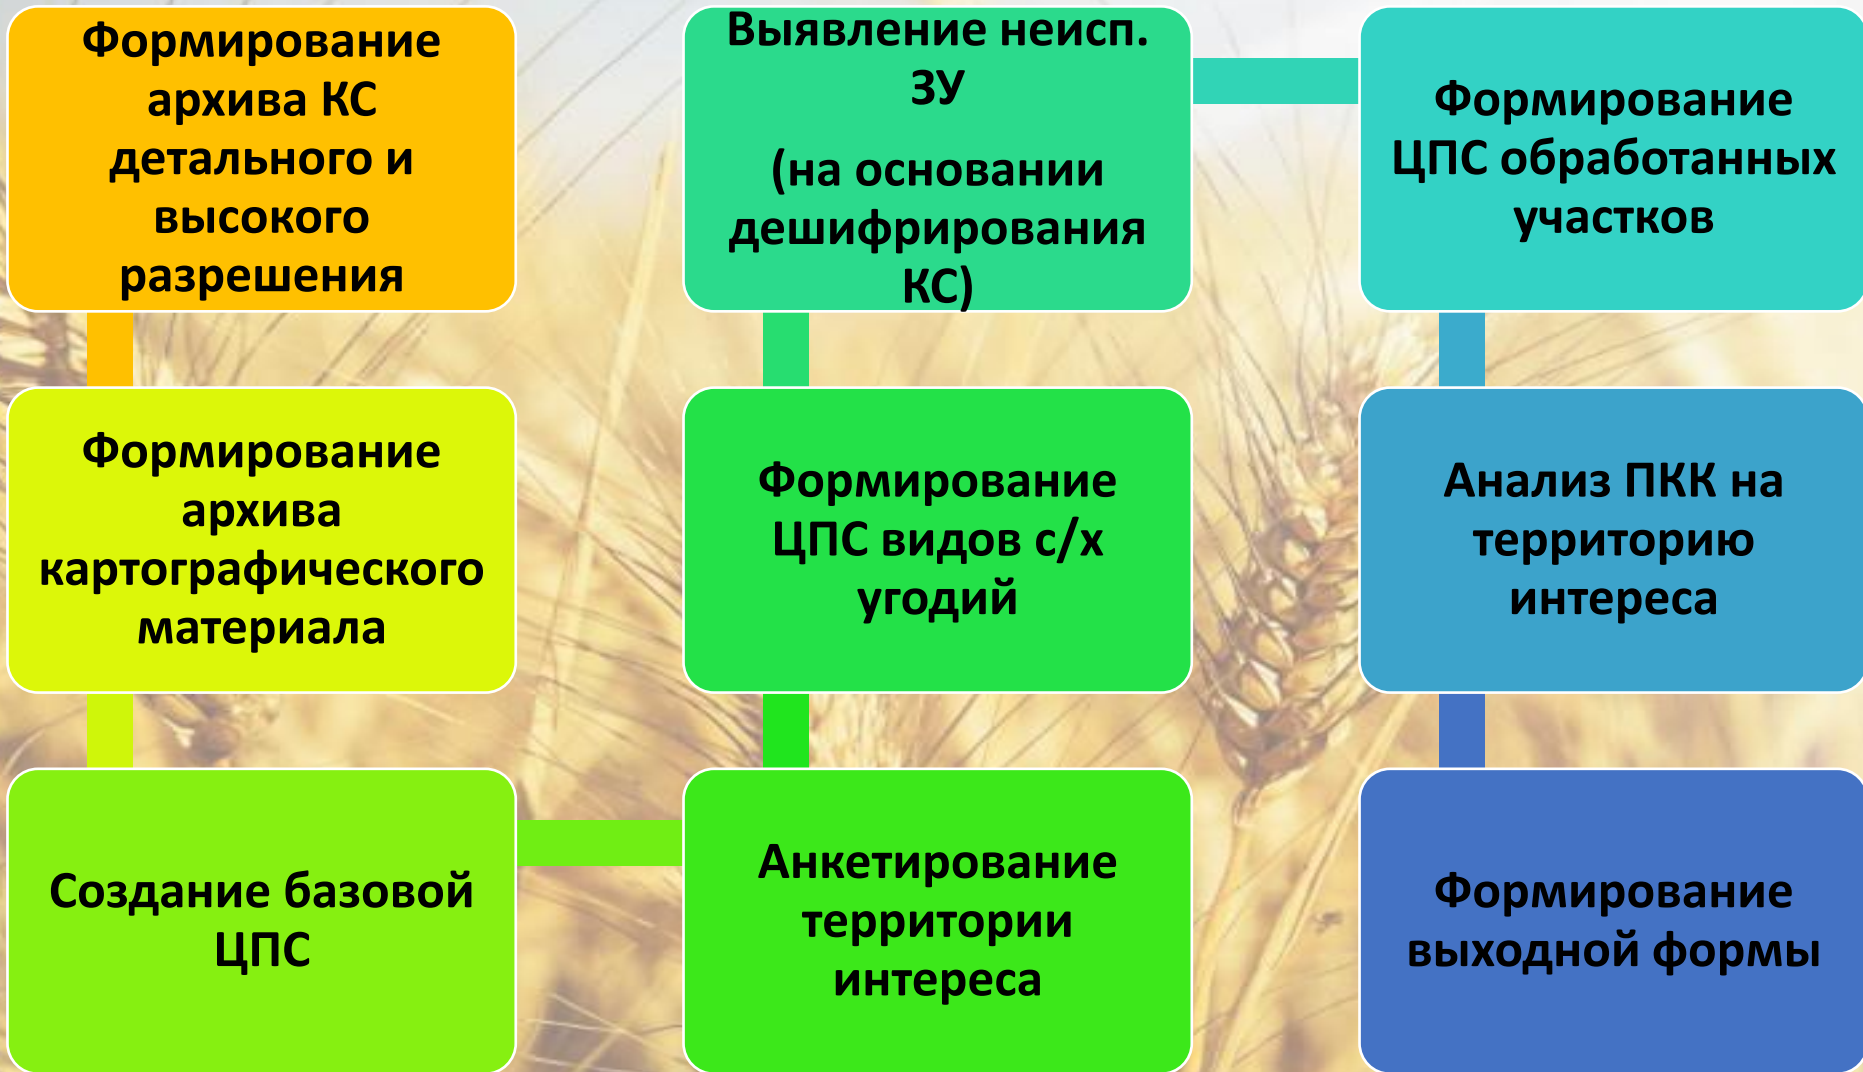 Формирование
архива КС
детального и
высокого
разрешения
Формирование
архива
картографического
материала
Создание базовой
ЦПС
Анкетирование
территории
интереса
Формирование
ЦПС видов с/х
угодий
Выявление неисп.
ЗУ
(на основании
дешифрирования
КС)
Формирование
ЦПС обработанных
участков
Анализ ПКК на
территорию
интереса
Формирование
выходной формы